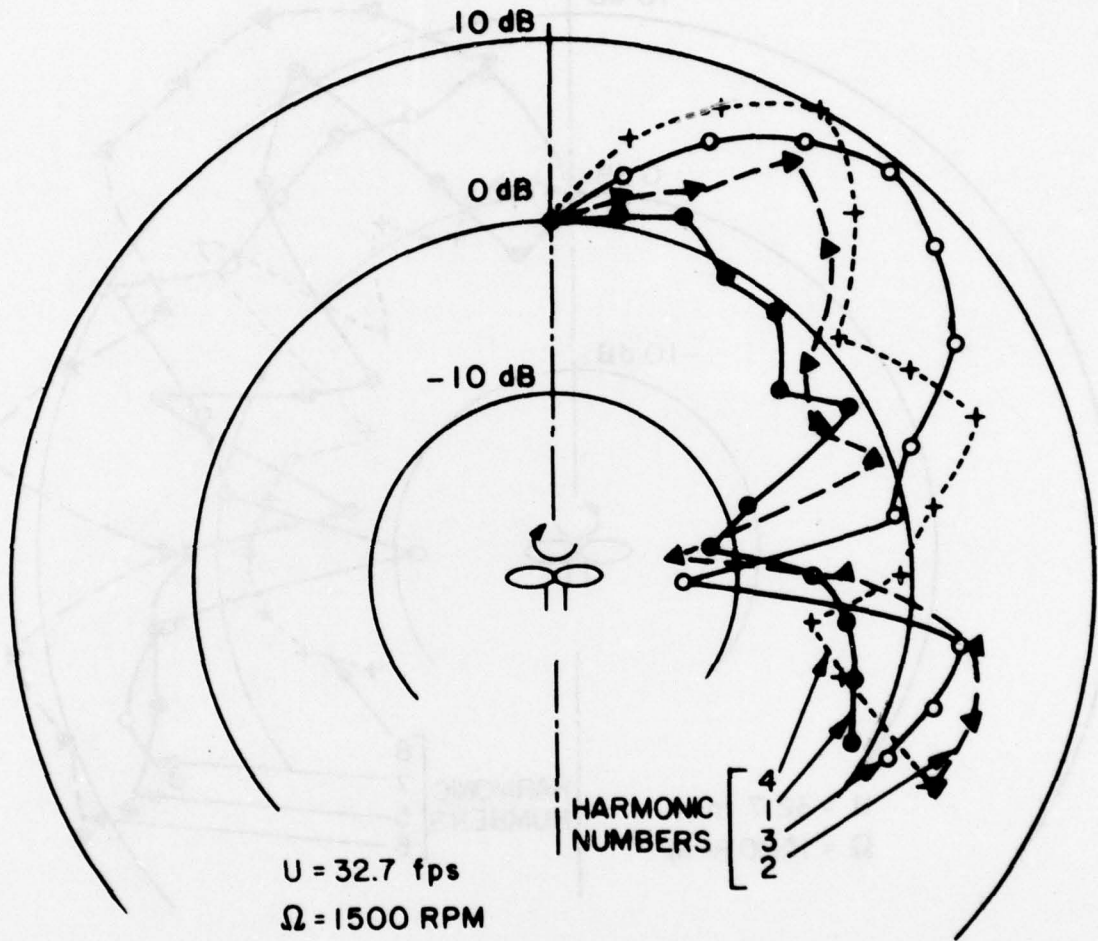 10 dB
0 dB
-10 dB
HARMONIC
NUMBERS
4
1
3
2
U = 32.7 fps
Ω = 1500 RPM